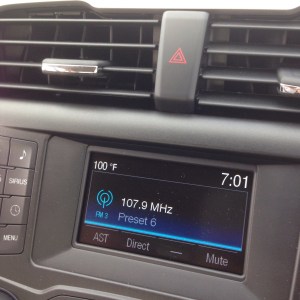 100 °F
7:01
107.9 MHz
FM 3
Preset 6
AST
Direct
Mute
SIRIUS
MENU